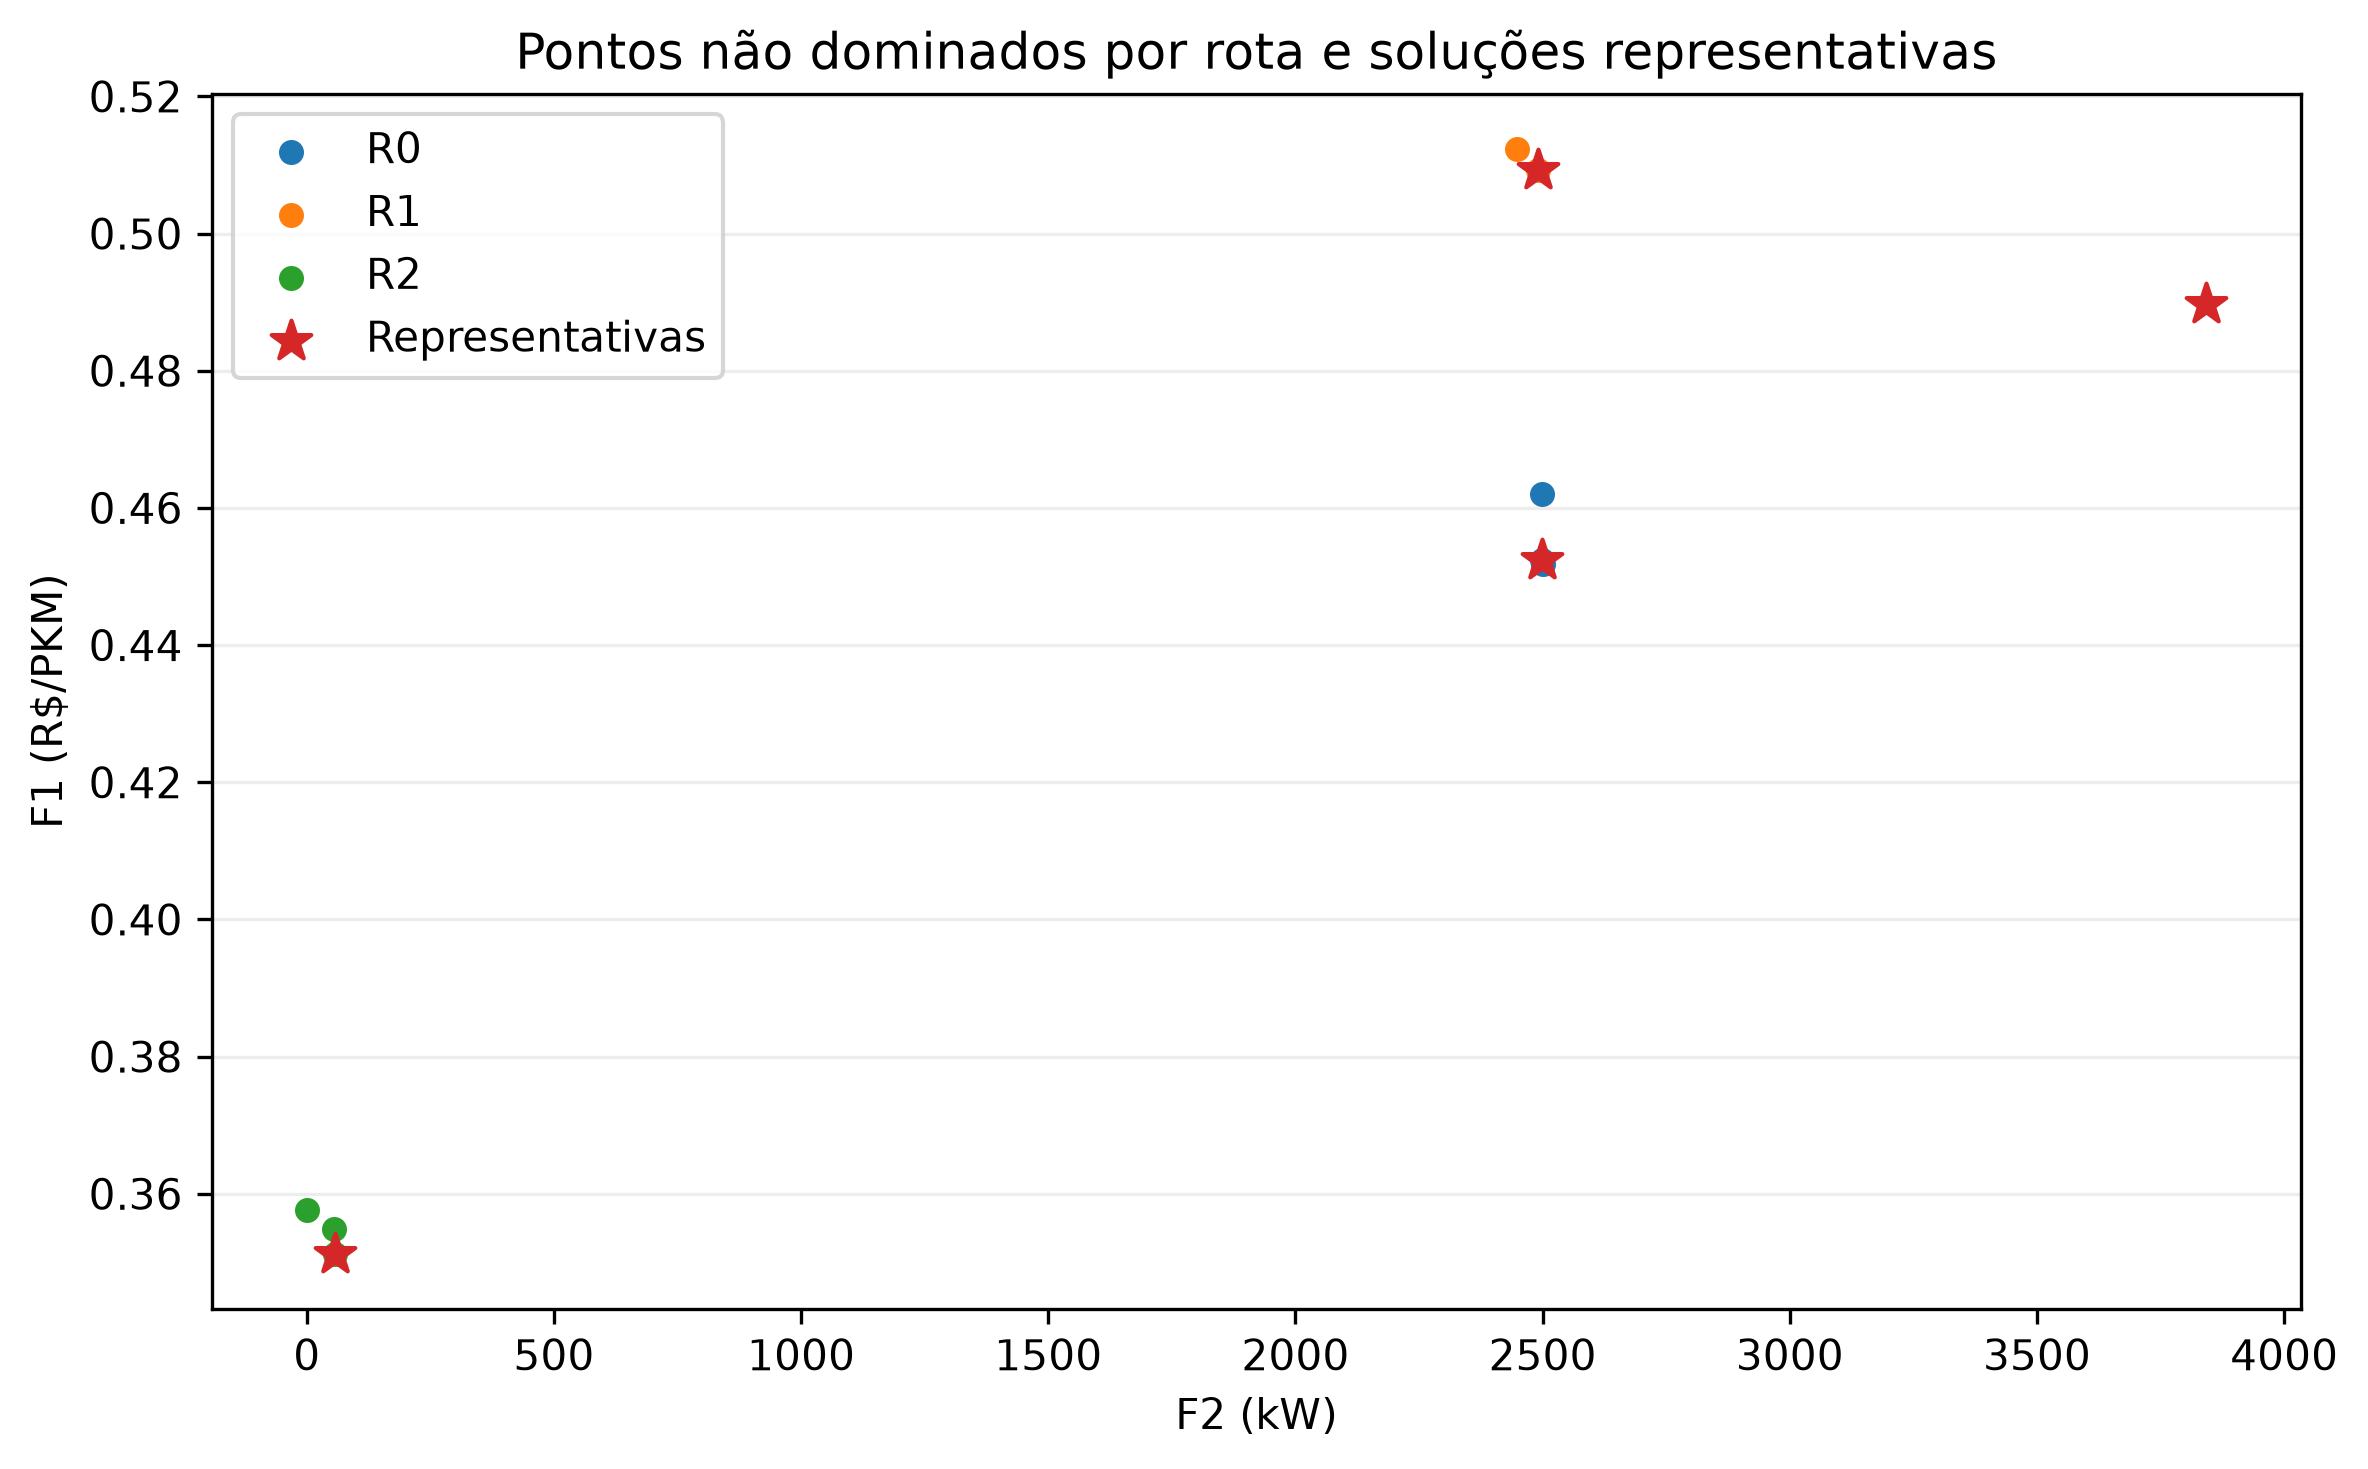 Pontos não dominados por rota e soluções representativas
R0
R1
R2
Representativas
F1 (R$/PKM)
0.52
0.50
0.48
0.46
0.44
0.42
0.40
0.38
0.36
0 500 1000 1500 2000 2500 3000 3500 4000
F2 (kW)